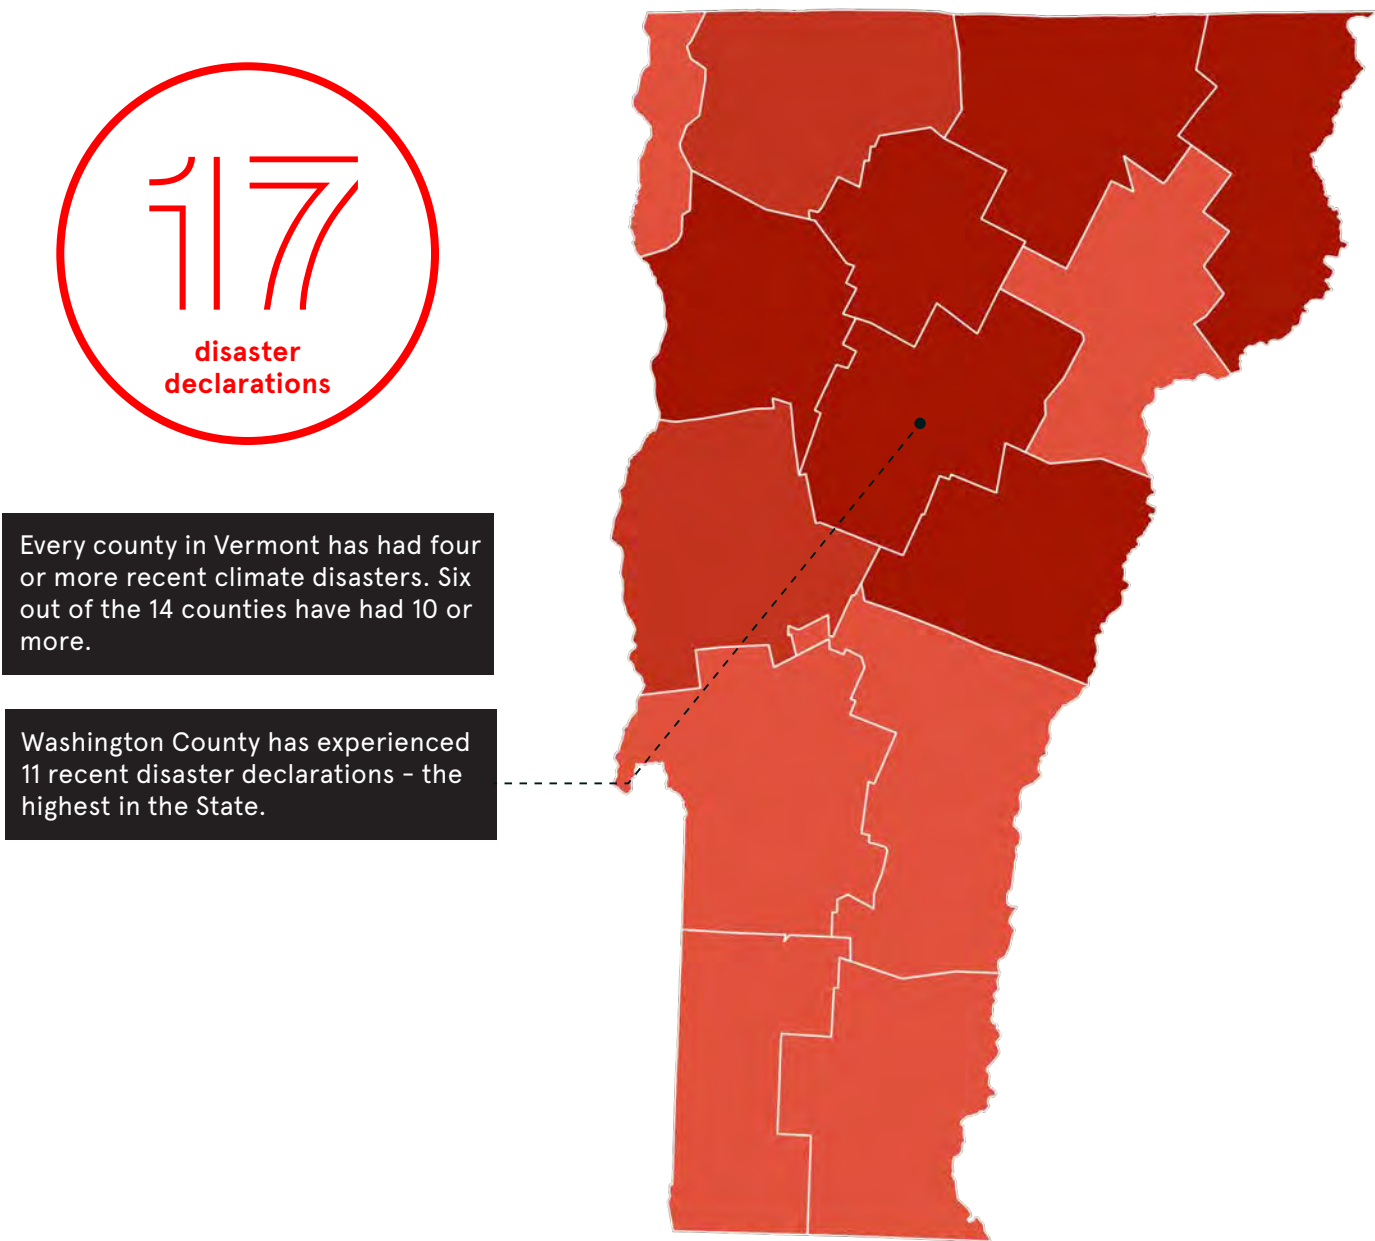 17
disaster
declarations
Every county in Vermont has had four
or more recent climate disasters. Six
out of the 14 counties have had 10 or
more.
Washington County has experienced
11 recent disaster declarations - the
highest in the State.